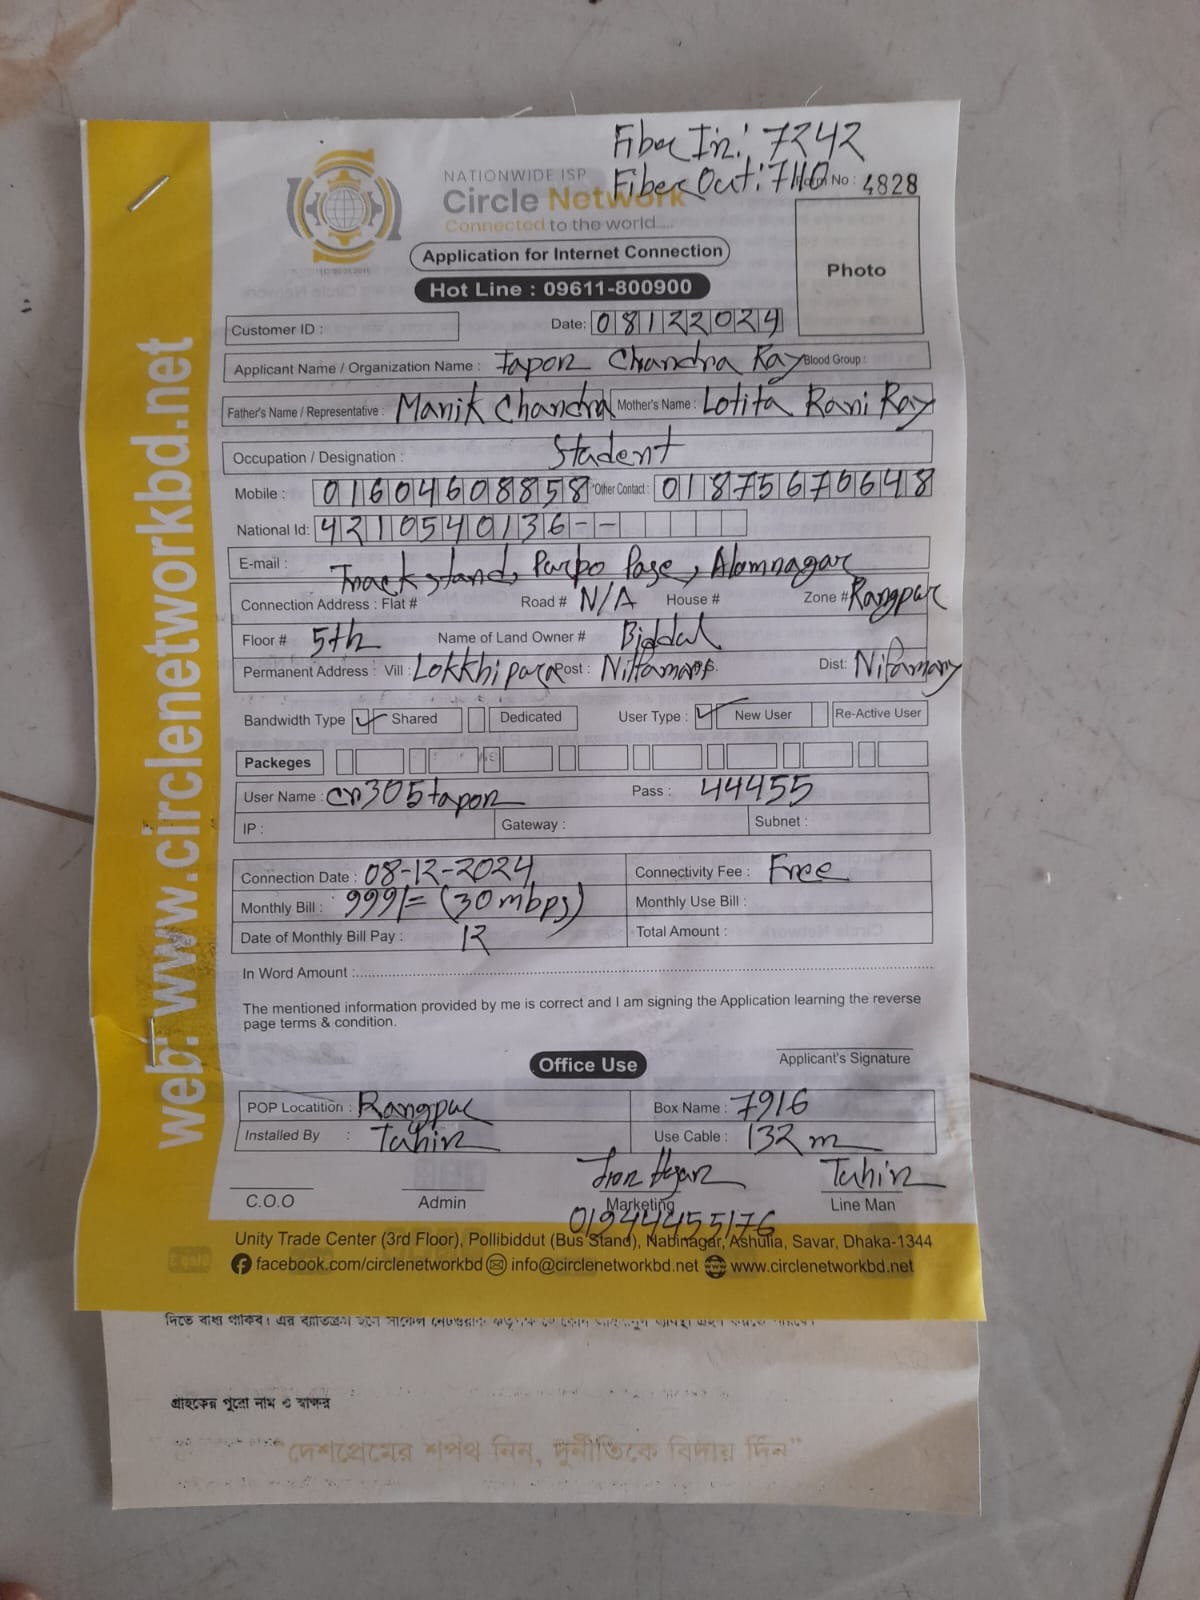 Fiber In: 7242
Fiber Out: 7110
NATIONWIDE ISP
Circle Network
Connected to the world....
Form No : 4828
Application for Internet Connection
Hot Line : 09611-800900
Photo
Customer ID :
Date: 08122024
Applicant Name / Organization Name : Tapon Chandra Ray Blood Group :
Father's Name / Representative : Manik Chandra Mother's Name : Lotita Rani Ray
Occupation / Designation : Student
Mobile : 01604608858 Other Contact : 01875670648
National Id: 4210540136--
E-mail :
Track stand, Purbo Pase, Alamnagar
Connection Address : Flat # Road # N/A House # Zone # Rangpur
Floor # 5th Name of Land Owner # Biddal
Permanent Address : Vill : Lokkhipara Post : Dist:
Bandwidth Type ✓ Shared Dedicated User Type : ✓ New User Re-Active User
Packeges
User Name : cn305tapon Pass : 44455
IP : Gateway : Subnet :
Connection Date : 08-12-2024 Connectivity Fee : Free
Monthly Bill : 999/= (30 mbps) Monthly Use Bill :
Date of Monthly Bill Pay : 12 Total Amount :
In Word Amount :
The mentioned information provided by me is correct and I am signing the Application learning the reverse
page terms & condition.
Applicant's Signature
Office Use
POP Locatition : Rangpur Box Name : 7916
Installed By : Tuhin Use Cable : 132 m
Tuhin
C.O.O Admin Marketing Line Man
01944455176
Unity Trade Center (3rd Floor), Pollibiddut (Bus Stand), Nabinagar, Ashulia, Savar, Dhaka-1344
facebook.com/circlenetworkbd info@circlenetworkbd.net www.circlenetworkbd.net
web: www.circlenetworkbd.net
দিতে বাধ্য থাকিব।
গ্রাহকের পুরো নাম ও স্বাক্ষর
"দেশপ্রেমের শপথ নিন, দুর্নীতিকে বিদায় দিন"